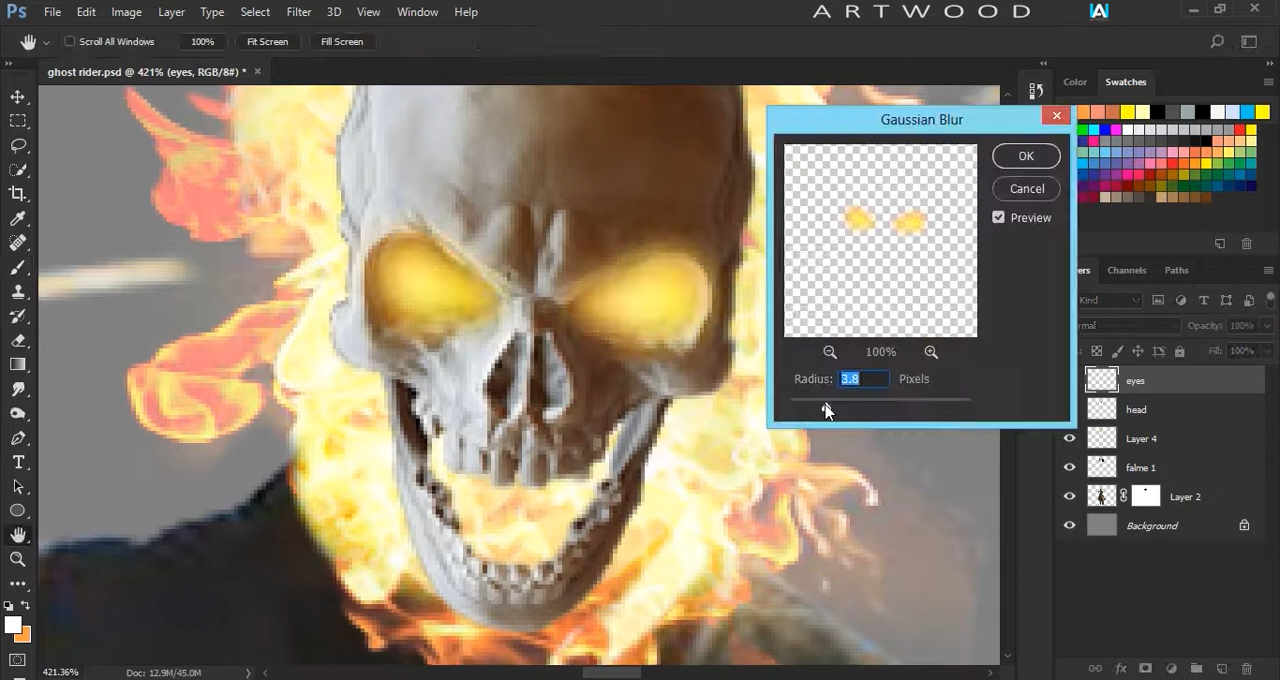 Ps File Edit Image Layer Type Select Filter 3D View Window Help
ARTWOOD
Scroll All Windows 100% Fit Screen Fill Screen
ghost rider.psd @ 421% (eyes, RGB/8#) *
Color Swatches
Gaussian Blur
OK
Cancel
Preview
100%
Radius: 3.8 Pixels
Channels Paths
Kind
Opacity: 100%
Fill: 100%
eyes
head
Layer 4
falme 1
Layer 2
Background
fx
421.36% Doc: 12.9M/45.0M